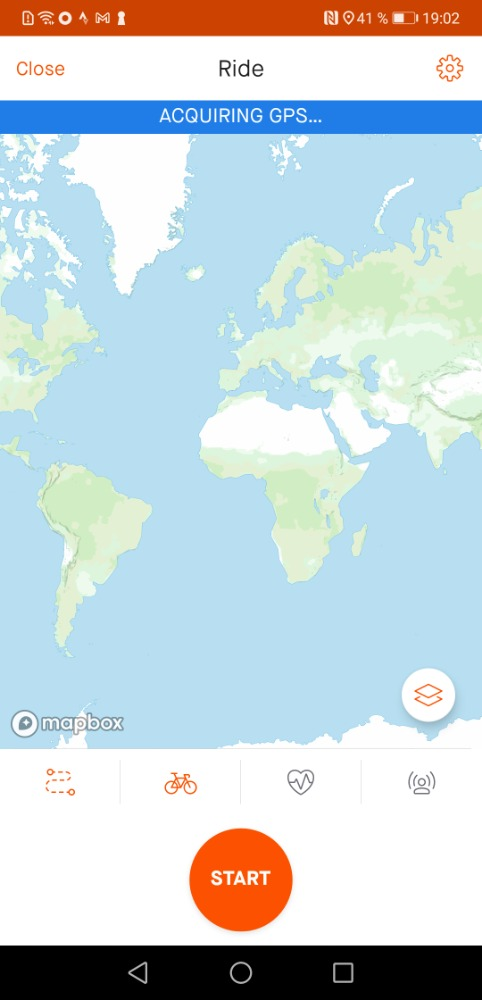 41 % 19:02
Close
Ride
ACQUIRING GPS...
mapbox
START